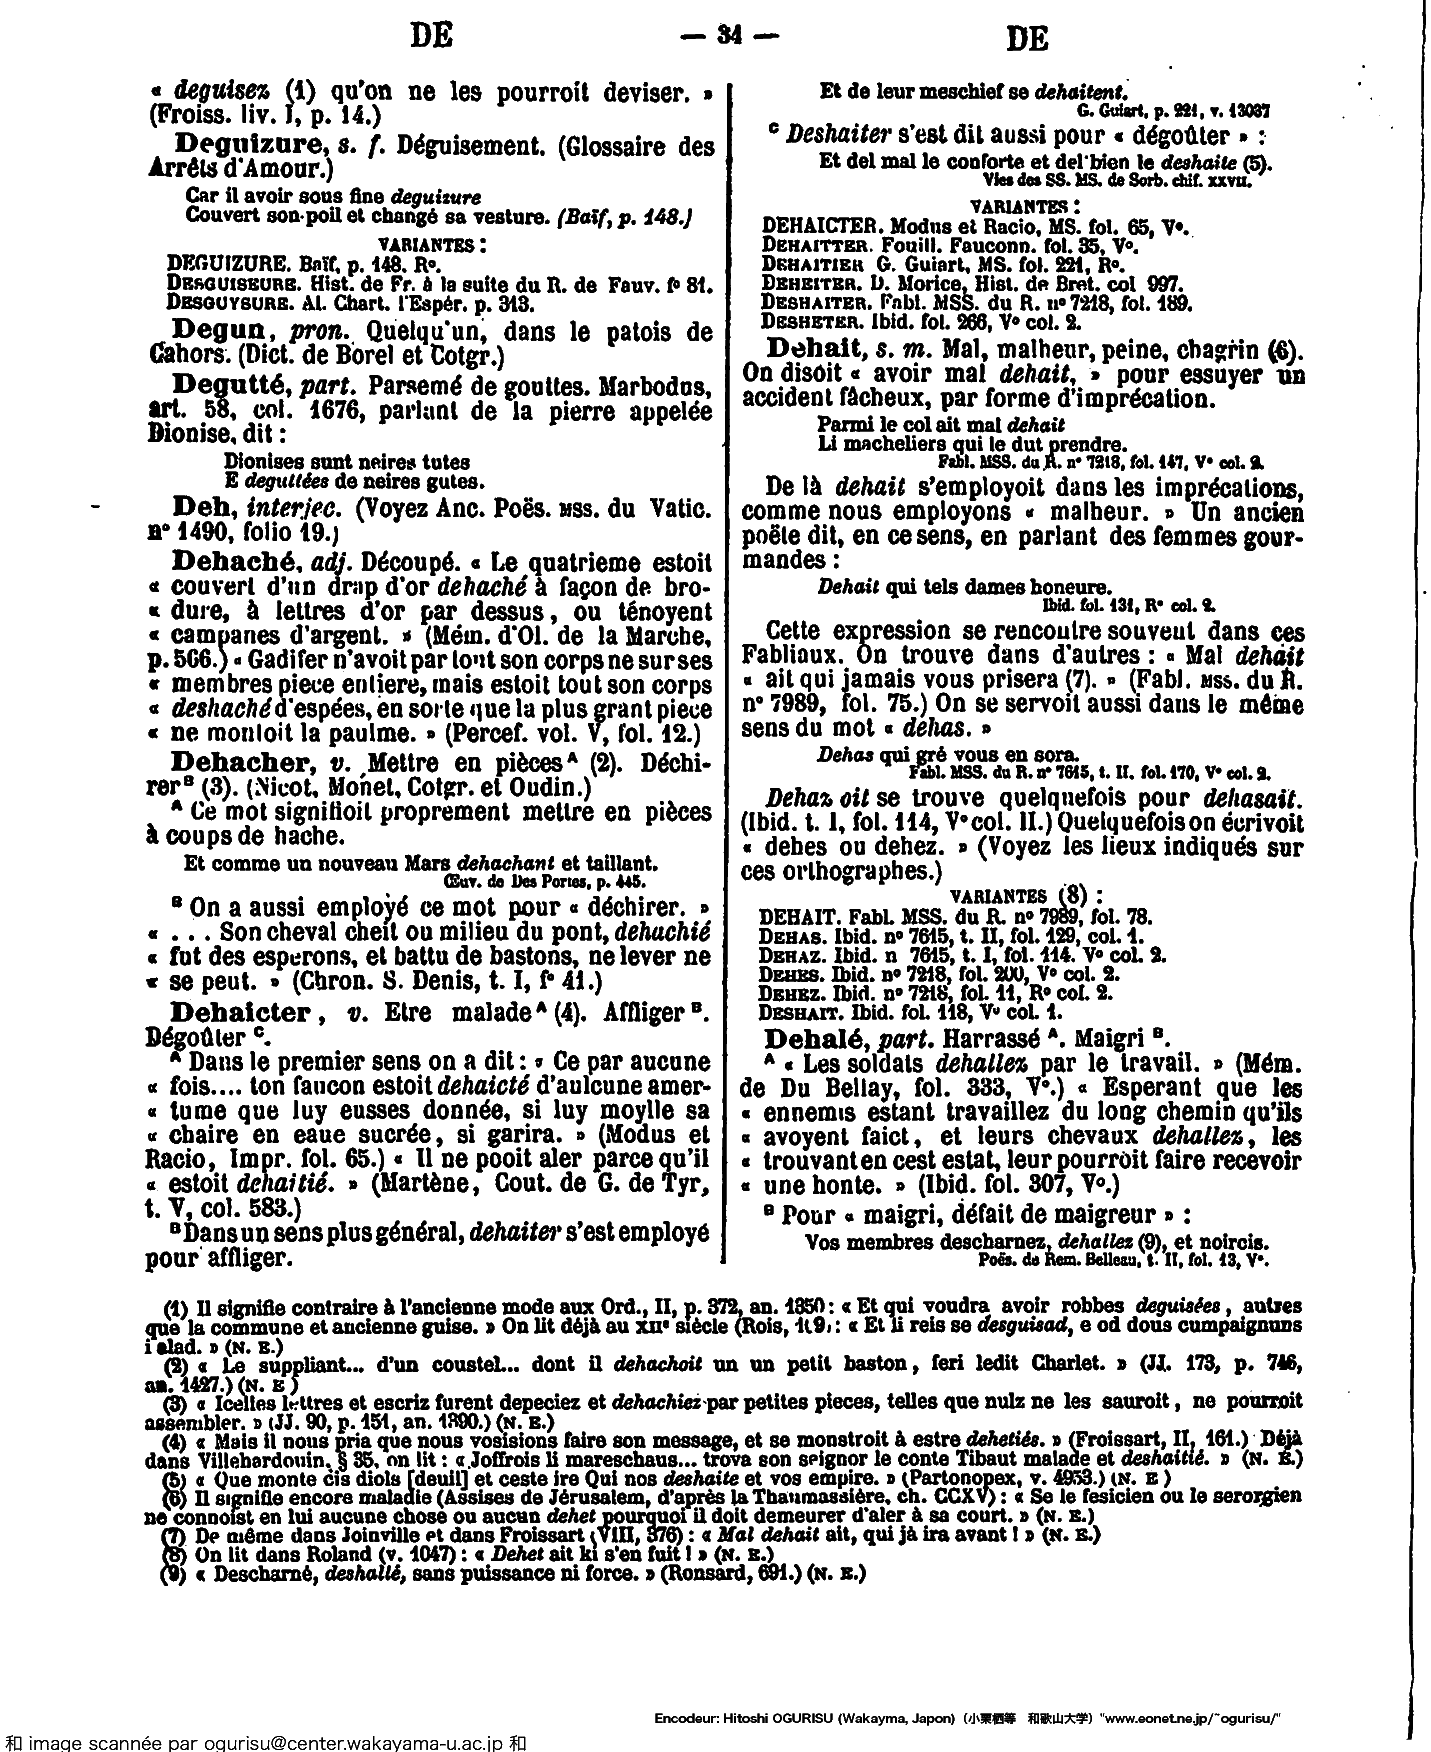 DE — 34 — DE
« deguisez (1) qu'on ne les pourroit deviser. »
(Froiss. liv. I, p. 14.)
Deguizure, s. f. Déguisement. (Glossaire des
Arrêts d'Amour.)
Car il avoir sous fine deguizure
Couvert son poil et changé sa vesture. (Baïf, p. 148.)
VARIANTES :
DEGUIZURE. Baïf, p. 148. Rº.
DESGUISEURE. Hist. de Fr. à la suite du R. de Fauv. fº 81.
DESGUYSURE. Al. Chart. l'Espér. p. 313.
Degun, pron. Quelqu'un, dans le patois de
Cahors. (Dict. de Borel et Cotgr.)
Degutté, part. Parsemé de gouttes. Marbodus,
art. 58, col. 1676, parlant de la pierre appelée
Dionise, dit :
Dionises sunt neires tutes
E deguttées de neires gutes.
Deh, interjec. (Voyez Anc. Poës. MSS. du Vatic.
nº 1490, folio 19.)
Dehaché, adj. Découpé. « Le quatrieme estoit
« couvert d'un drap d'or dehaché à façon de bro-
« dure, à lettres d'or par dessus, ou ténoyent
« campanes d'argent. » (Mém. d'Ol. de la Marche,
p. 566.) « Gadifer n'avoit par tout son corps ne sur ses
« membres piece entiere, mais estoit tout son corps
« deshaché d'espées, en sorte que la plus grant piece
« ne montoit la paulme. » (Percef. vol. V, fol. 12.)
Dehacher, v. Mettre en pièces A (2). Déchi-
rer B (3). (Nicot, Monet, Cotgr. et Oudin.)
A Ce mot signifioit proprement mettre en pièces
à coups de hache.
Et comme un nouveau Mars dehachant et taillant.
Œuv. de Des Portes, p. 445.
B On a aussi employé ce mot pour « déchirer. »
« . . . Son cheval cheit ou milieu du pont, dehachié
« fut des esperons, et battu de bastons, ne lever ne
« se peut. » (Chron. S. Denis, t. I, fº 41.)
Dehaicter, v. Etre malade A (4). Affliger B.
Dégoûter C.
A Dans le premier sens on a dit : « Ce par aucune
« fois.... ton faucon estoit dehaicté d'aulcune amer-
« tume que luy eusses donnée, si luy moylle sa
« chaire en eaue sucrée, si garira. » (Modus et
Racio, Impr. fol. 65.) « Il ne pooit aler parce qu'il
« estoit dehaitié. » (Martène, Cout. de G. de Tyr,
t. V, col. 583.)
B Dans un sens plus général, dehaiter s'est employé
pour affliger.
Et de leur meschief se dehaitent.
G. Guiart, p. 221, v. 13037
C Deshaiter s'est dit aussi pour « dégoûter » :
Et del mal le conforte et del bien le deshaite (5).
Vies des SS. MS. de Sorb. chif. XXVII.
VARIANTES :
DEHAICTER. Modus et Racio, MS. fol. 65, Vº.
DEHAITTER. Fouill. Fauconn. fol. 35, Vº.
DEHAITIER G. Guiart, MS. fol. 221, Rº.
DEHEITER. D. Morice, Hist. de Bret. col 997.
DESHAITER. Fabl. MSS. du R. nº 7218, fol. 189.
DESHETER. Ibid. fol. 266, Vº col. 2.
Dehait, s. m. Mal, malheur, peine, chagrin (6).
On disoit « avoir mal dehait, » pour essuyer un
accident fâcheux, par forme d'imprécation.
Parmi le col ait mal dehait
Li macheliers qui le dut prendre.
Fabl. MSS. du R. nº 7218, fol. 147, Vº col. 2.
De là dehait s'employoit dans les imprécations,
comme nous employons « malheur. » Un ancien
poëte dit, en ce sens, en parlant des femmes gour-
mandes :
Dehait qui tels dames honeure.
Ibid. fol. 131, Rº col. 2.
Cette expression se rencontre souvent dans ces
Fabliaux. On trouve dans d'autres : « Mal dehait
« ait qui jamais vous prisera (7). » (Fabl. MSS. du R.
nº 7989, fol. 75.) On se servoit aussi dans le même
sens du mot « dehas. »
Dehas qui gré vous en sora.
Fabl. MSS. du R. nº 7615, t. II. fol. 170, Vº col. 2.
Dehaz oit se trouve quelquefois pour dehasait.
(Ibid. t. I, fol. 114, Vº col. II.) Quelquefois on écrivoit
« dehes ou dehez. » (Voyez les lieux indiqués sur
ces orthographes.)
VARIANTES (8) :
DEHAIT. Fabl. MSS. du R. nº 7989, fol. 78.
DEHAS. Ibid. nº 7615, t. II, fol. 129, col. 1.
DEHAZ. Ibid. n 7615, t. I, fol. 114. Vº col. 2.
DEHES. Ibid. nº 7218, fol. 200, Vº col. 2.
DEHEZ. Ibid. nº 7218, fol. 11, Rº col. 2.
DESHAIT. Ibid. fol. 118, Vº col. 1.
Dehalé, part. Harrassé A. Maigri B.
A « Les soldats dehallez par le travail. » (Mém.
de Du Bellay, fol. 333, Vº.) « Esperant que les
« ennemis estant travaillez du long chemin qu'ils
« avoyent faict, et leurs chevaux dehallez, les
« trouvant en cest estat, leur pourroit faire recevoir
« une honte. » (Ibid. fol. 307, Vº.)
B Pour « maigri, défait de maigreur » :
Vos membres descharnez, dehallez (9), et noircis.
Poës. de Rem. Belleau, t. II, fol. 13, Vº.
(1) Il signifie contraire à l'ancienne mode aux Ord., II, p. 372, an. 1350 : « Et qui voudra avoir robbes deguisées, autres
que la commune et ancienne guise. » On lit déjà au XIIe siècle (Rois, : « Et li reis se desguisad, e od dous cumpaignuns
i alad. » (N. E.)
(2) « Le suppliant... d'un coustel... dont il dehachoit un un petit baston, feri ledit Charlet. » (JJ. 173, p. 746,
an. 1427.) (N. E )
(3) « Icelles lettres et escriz furent depeciez et dehachiez par petites pieces, telles que nulz ne les sauroit, ne pourroit
assembler. » (JJ. 90, p. 151, an. 1390.) (N. E.)
(4) « Mais il nous pria que nous vosissions faire son message, et se monstroit à estre dehetiés. » (Froissart, II, 161.) Déjà
dans Villehardouin, § 35, on lit : « Joffrois li mareschaus... trova son seignor le conte Tibaut malade et deshaitié. » (N. E.)
(5) « Que monte cis diols [deuil] et ceste ire Qui nos deshaite et vos empire. » (Partonopex, v. 4953.) (N. E )
(6) Il signifie encore maladie (Assises de Jérusalem, d'après la Thaumassière, ch. CCXV) : « Se le fesicien ou le serorgien
ne connoist en lui aucune chose ou aucun dehet pourquoi il doit demeurer d'aler à sa court. » (N. E.)
(7) De même dans Joinville et dans Froissart (VIII, 376) : « Mal dehait ait, qui jà ira avant ! » (N. E.)
(8) On lit dans Roland (v. 1047) : « Dehet ait ki s'en fuit ! » (N. E.)
(9) « Descharné, deshallé, sans puissance ni force. » (Ronsard, 691.) (N. E.)
Encodeur: Hitoshi OGURISU (Wakayma, Japon) (小栗栖等 和歌山大学) "www.eonet.ne.jp/~ogurisu/"
和 image scannée par ogurisu@center.wakayama-u.ac.jp 和